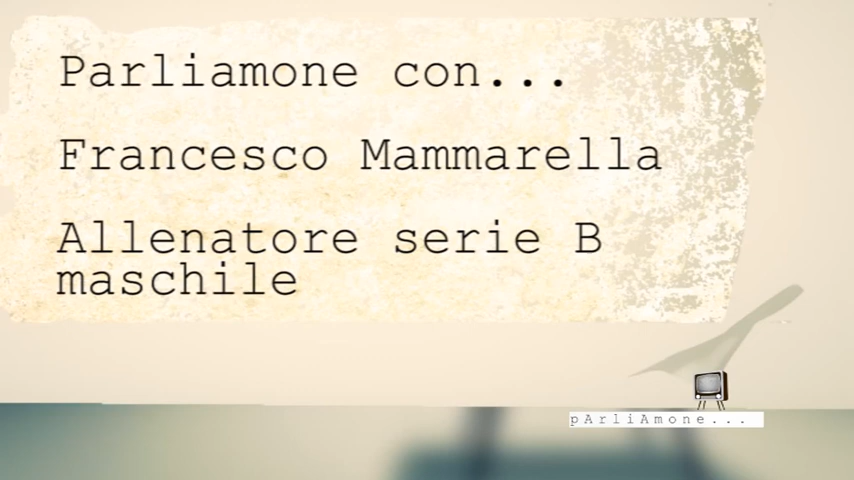 Parliamone con...
Francesco Mammarella
Allenatore serie B
maschile
pArliAmone...